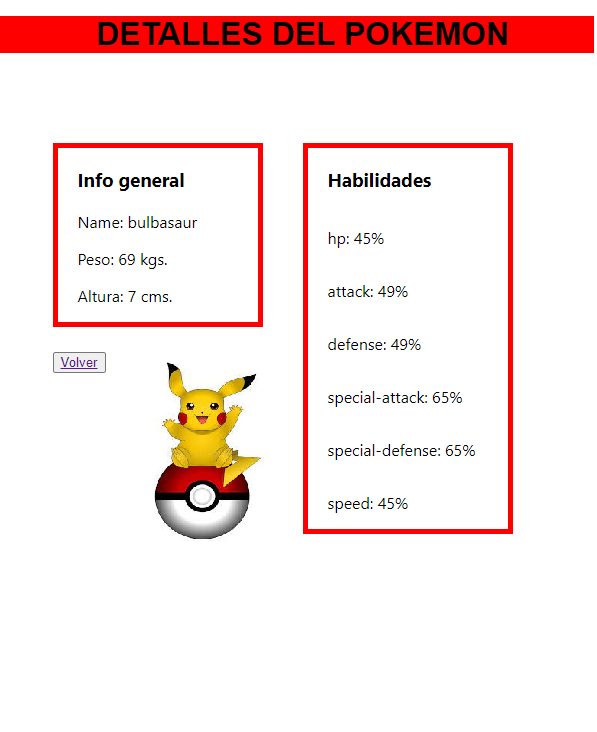 DETALLES DEL POKEMON
Info general
Name: bulbasaur
Peso: 69 kgs.
Altura: 7 cms.
Volver
Habilidades
hp: 45%
attack: 49%
defense: 49%
special-attack: 65%
special-defense: 65%
speed: 45%